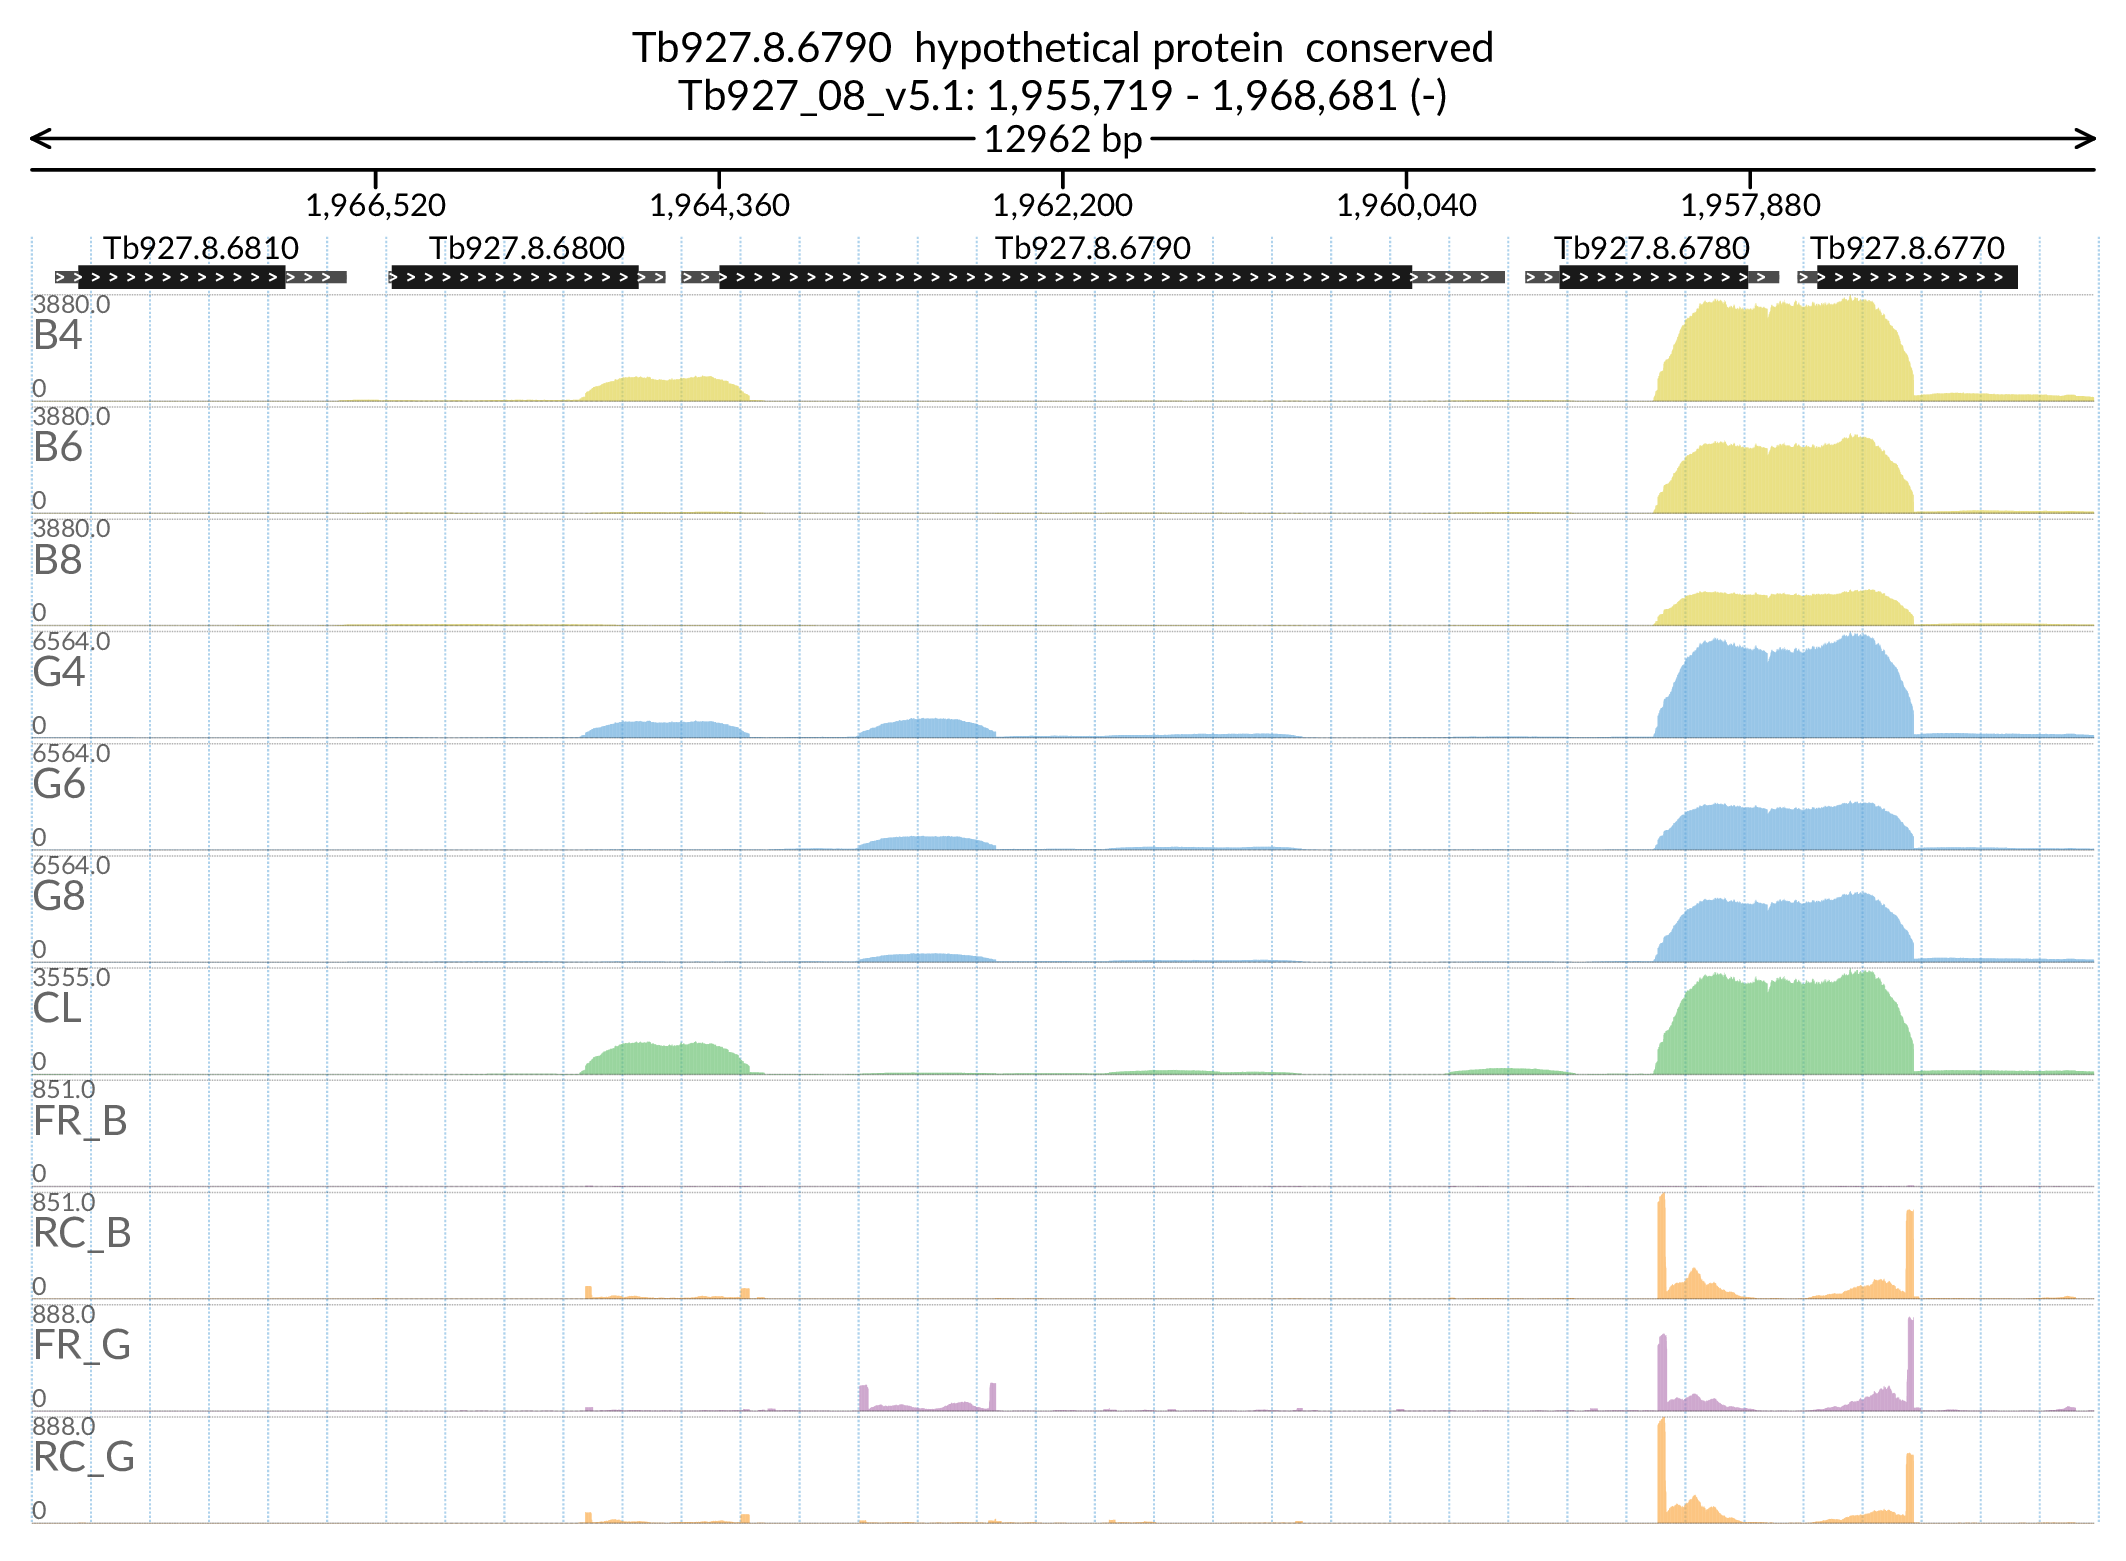 Tb927.8.6790  hypothetical protein  conserved
Tb927_08_v5.1: 1,955,719 - 1,968,681 (-)
12962 bp
1,966,520 1,964,360 1,962,200 1,960,040 1,957,880
Tb927.8.6810 Tb927.8.6800 Tb927.8.6790 Tb927.8.6780 Tb927.8.6770
3880.0
B4
0
3880.0
B6
0
3880.0
B8
0
6564.0
G4
0
6564.0
G6
0
6564.0
G8
0
3555.0
CL
0
851.0
FR_B
0
851.0
RC_B
0
888.0
FR_G
0
888.0
RC_G
0